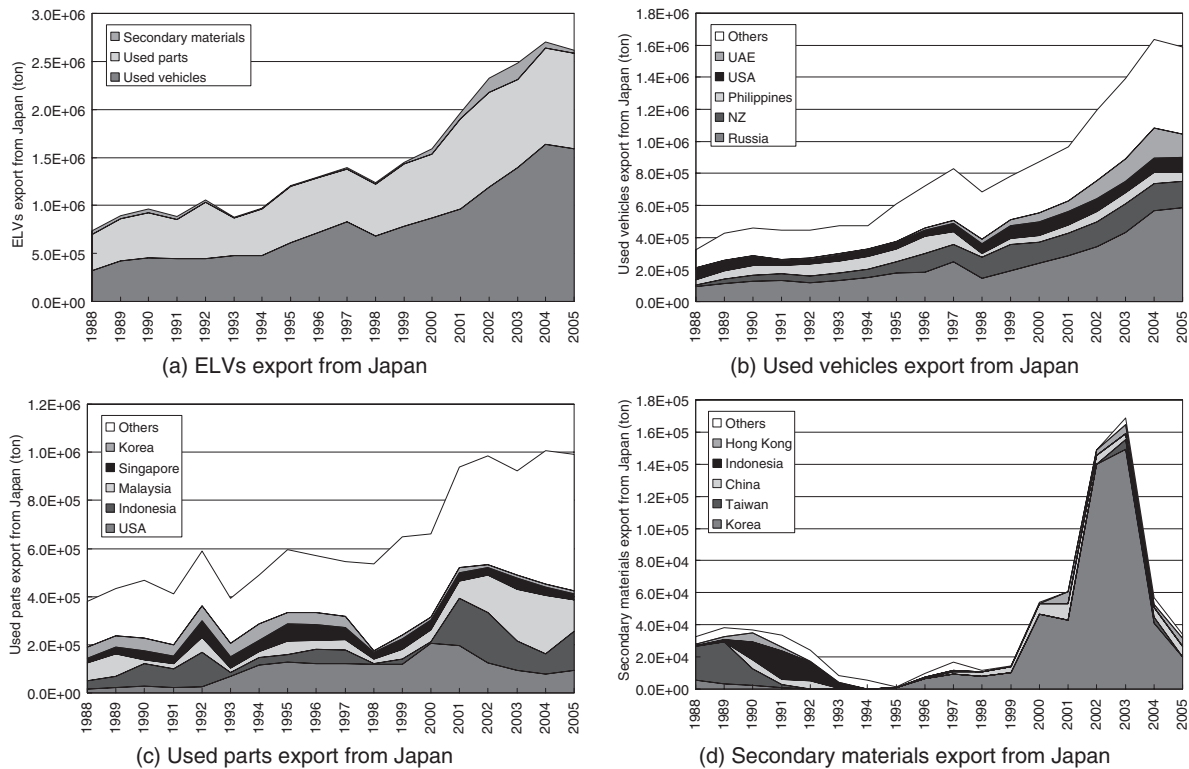 ELVs export from Japan (ton)
3.0E+06
2.5E+06
2.0E+06
1.5E+06
1.0E+06
5.0E+05
0.0E+00
Secondary materials
Used parts
Used vehicles
1988 1989 1990 1991 1992 1993 1994 1995 1996 1997 1998 1999 2000 2001 2002 2003 2004 2005
(a) ELVs export from Japan
Used vehicles export from Japan (ton)
1.8E+06
1.6E+06
1.4E+06
1.2E+06
1.0E+06
8.0E+05
6.0E+05
4.0E+05
2.0E+05
0.0E+00
Others
UAE
USA
Philippines
NZ
Russia
1988 1989 1990 1991 1992 1993 1994 1995 1996 1997 1998 1999 2000 2001 2002 2003 2004 2005
(b) Used vehicles export from Japan
Used parts export from Japan (ton)
1.2E+06
1.0E+06
8.0E+05
6.0E+05
4.0E+05
2.0E+05
0.0E+00
Others
Korea
Singapore
Malaysia
Indonesia
USA
1988 1989 1990 1991 1992 1993 1994 1995 1996 1997 1998 1999 2000 2001 2002 2003 2004 2005
(c) Used parts export from Japan
Secondary materials export from Japan (ton)
1.8E+05
1.6E+05
1.4E+05
1.2E+05
1.0E+05
8.0E+04
6.0E+04
4.0E+04
2.0E+04
0.0E+00
Others
Hong Kong
Indonesia
China
Taiwan
Korea
1988 1989 1990 1991 1992 1993 1994 1995 1996 1997 1998 1999 2000 2001 2002 2003 2004 2005
(d) Secondary materials export from Japan